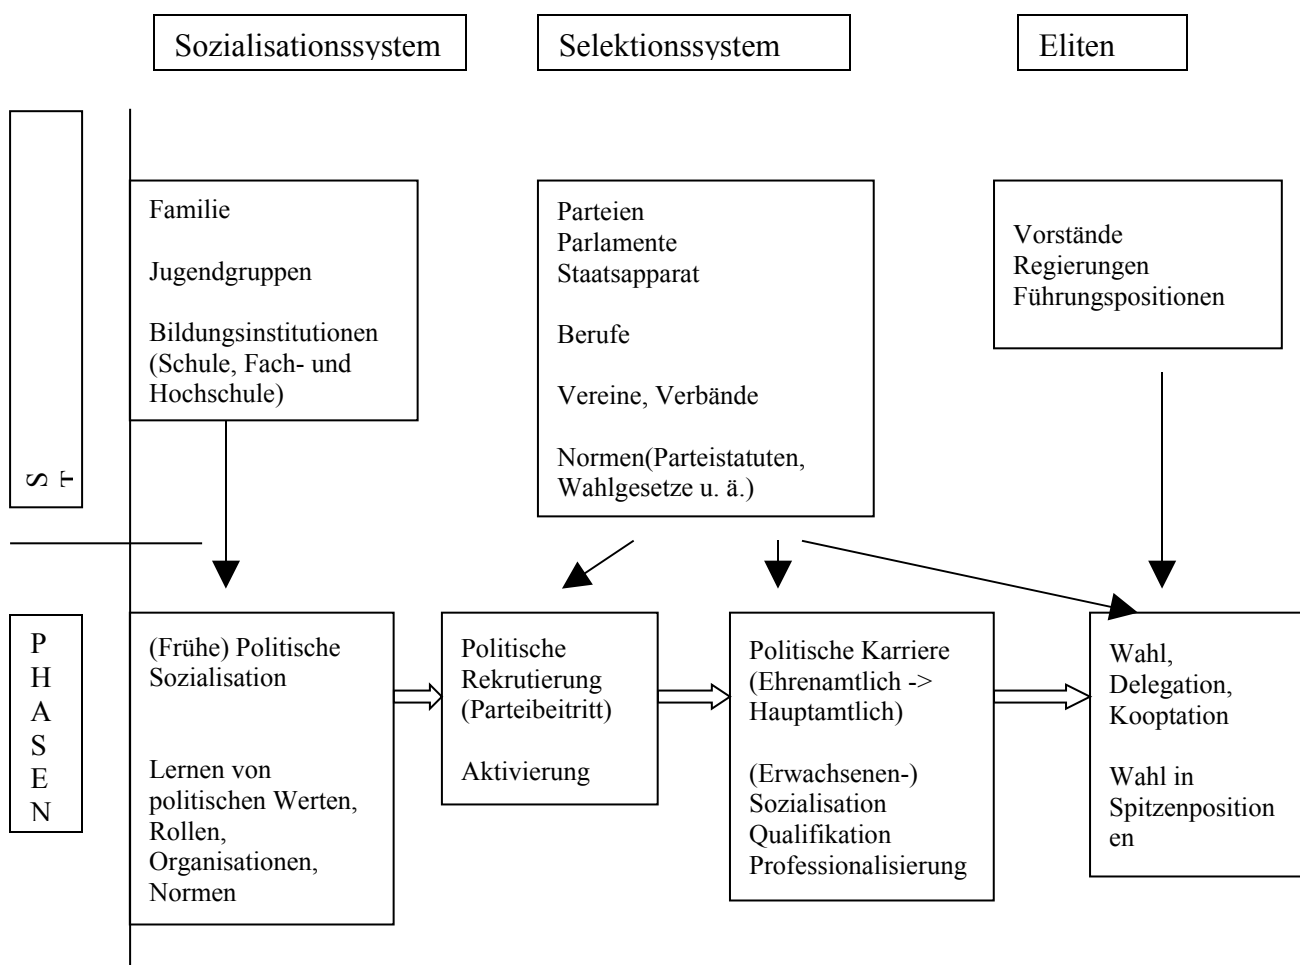 Sozialisationssystem
Selektionssystem
Eliten
S T
Familie
Jugendgruppen
Bildungsinstitutionen
(Schule, Fach- und
Hochschule)
Parteien
Parlamente
Staatsapparat
Berufe
Vereine, Verbände
Normen(Parteistatuten,
Wahlgesetze u. ä.)
Vorstände
Regierungen
Führungspositionen
P
H
A
S
E
N
(Frühe) Politische
Sozialisation
Lernen von
politischen Werten,
Rollen,
Organisationen,
Normen
Politische
Rekrutierung
(Parteibeitritt)
Aktivierung
Politische Karriere
(Ehrenamtlich ->
Hauptamtlich)
(Erwachsenen-)
Sozialisation
Qualifikation
Professionalisierung
Wahl,
Delegation,
Kooptation
Wahl in
Spitzenposition
en